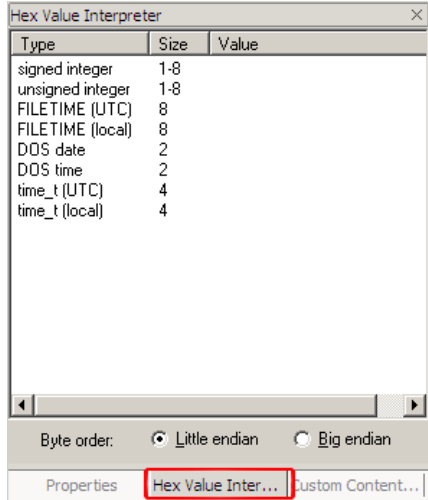 Hex Value Interpreter
Type Size Value
signed integer 1-8
unsigned integer 1-8
FILETIME (UTC) 8
FILETIME (local) 8
DOS date 2
DOS time 2
time_t (UTC) 4
time_t (local) 4
Byte order: Little endian Big endian
Properties Hex Value Inter... Custom Content...